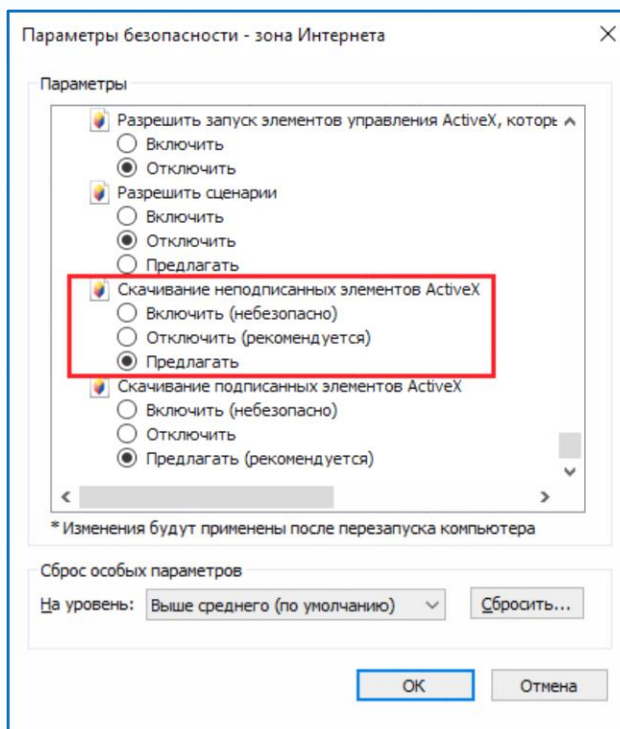 Параметры безопасности - зона Интернета
Параметры
Разрешить запуск элементов управления ActiveX, которы
Включить
Отключить
Разрешить сценарии
Включить
Отключить
Предлагать
Скачивание неподписанных элементов ActiveX
Включить (небезопасно)
Отключить (рекомендуется)
Предлагать
Скачивание подписанных элементов ActiveX
Включить (небезопасно)
Отключить
Предлагать (рекомендуется)
* Изменения будут применены после перезапуска компьютера
Сброс особых параметров
На уровень: Выше среднего (по умолчанию) Сбросить...
ОК Отмена